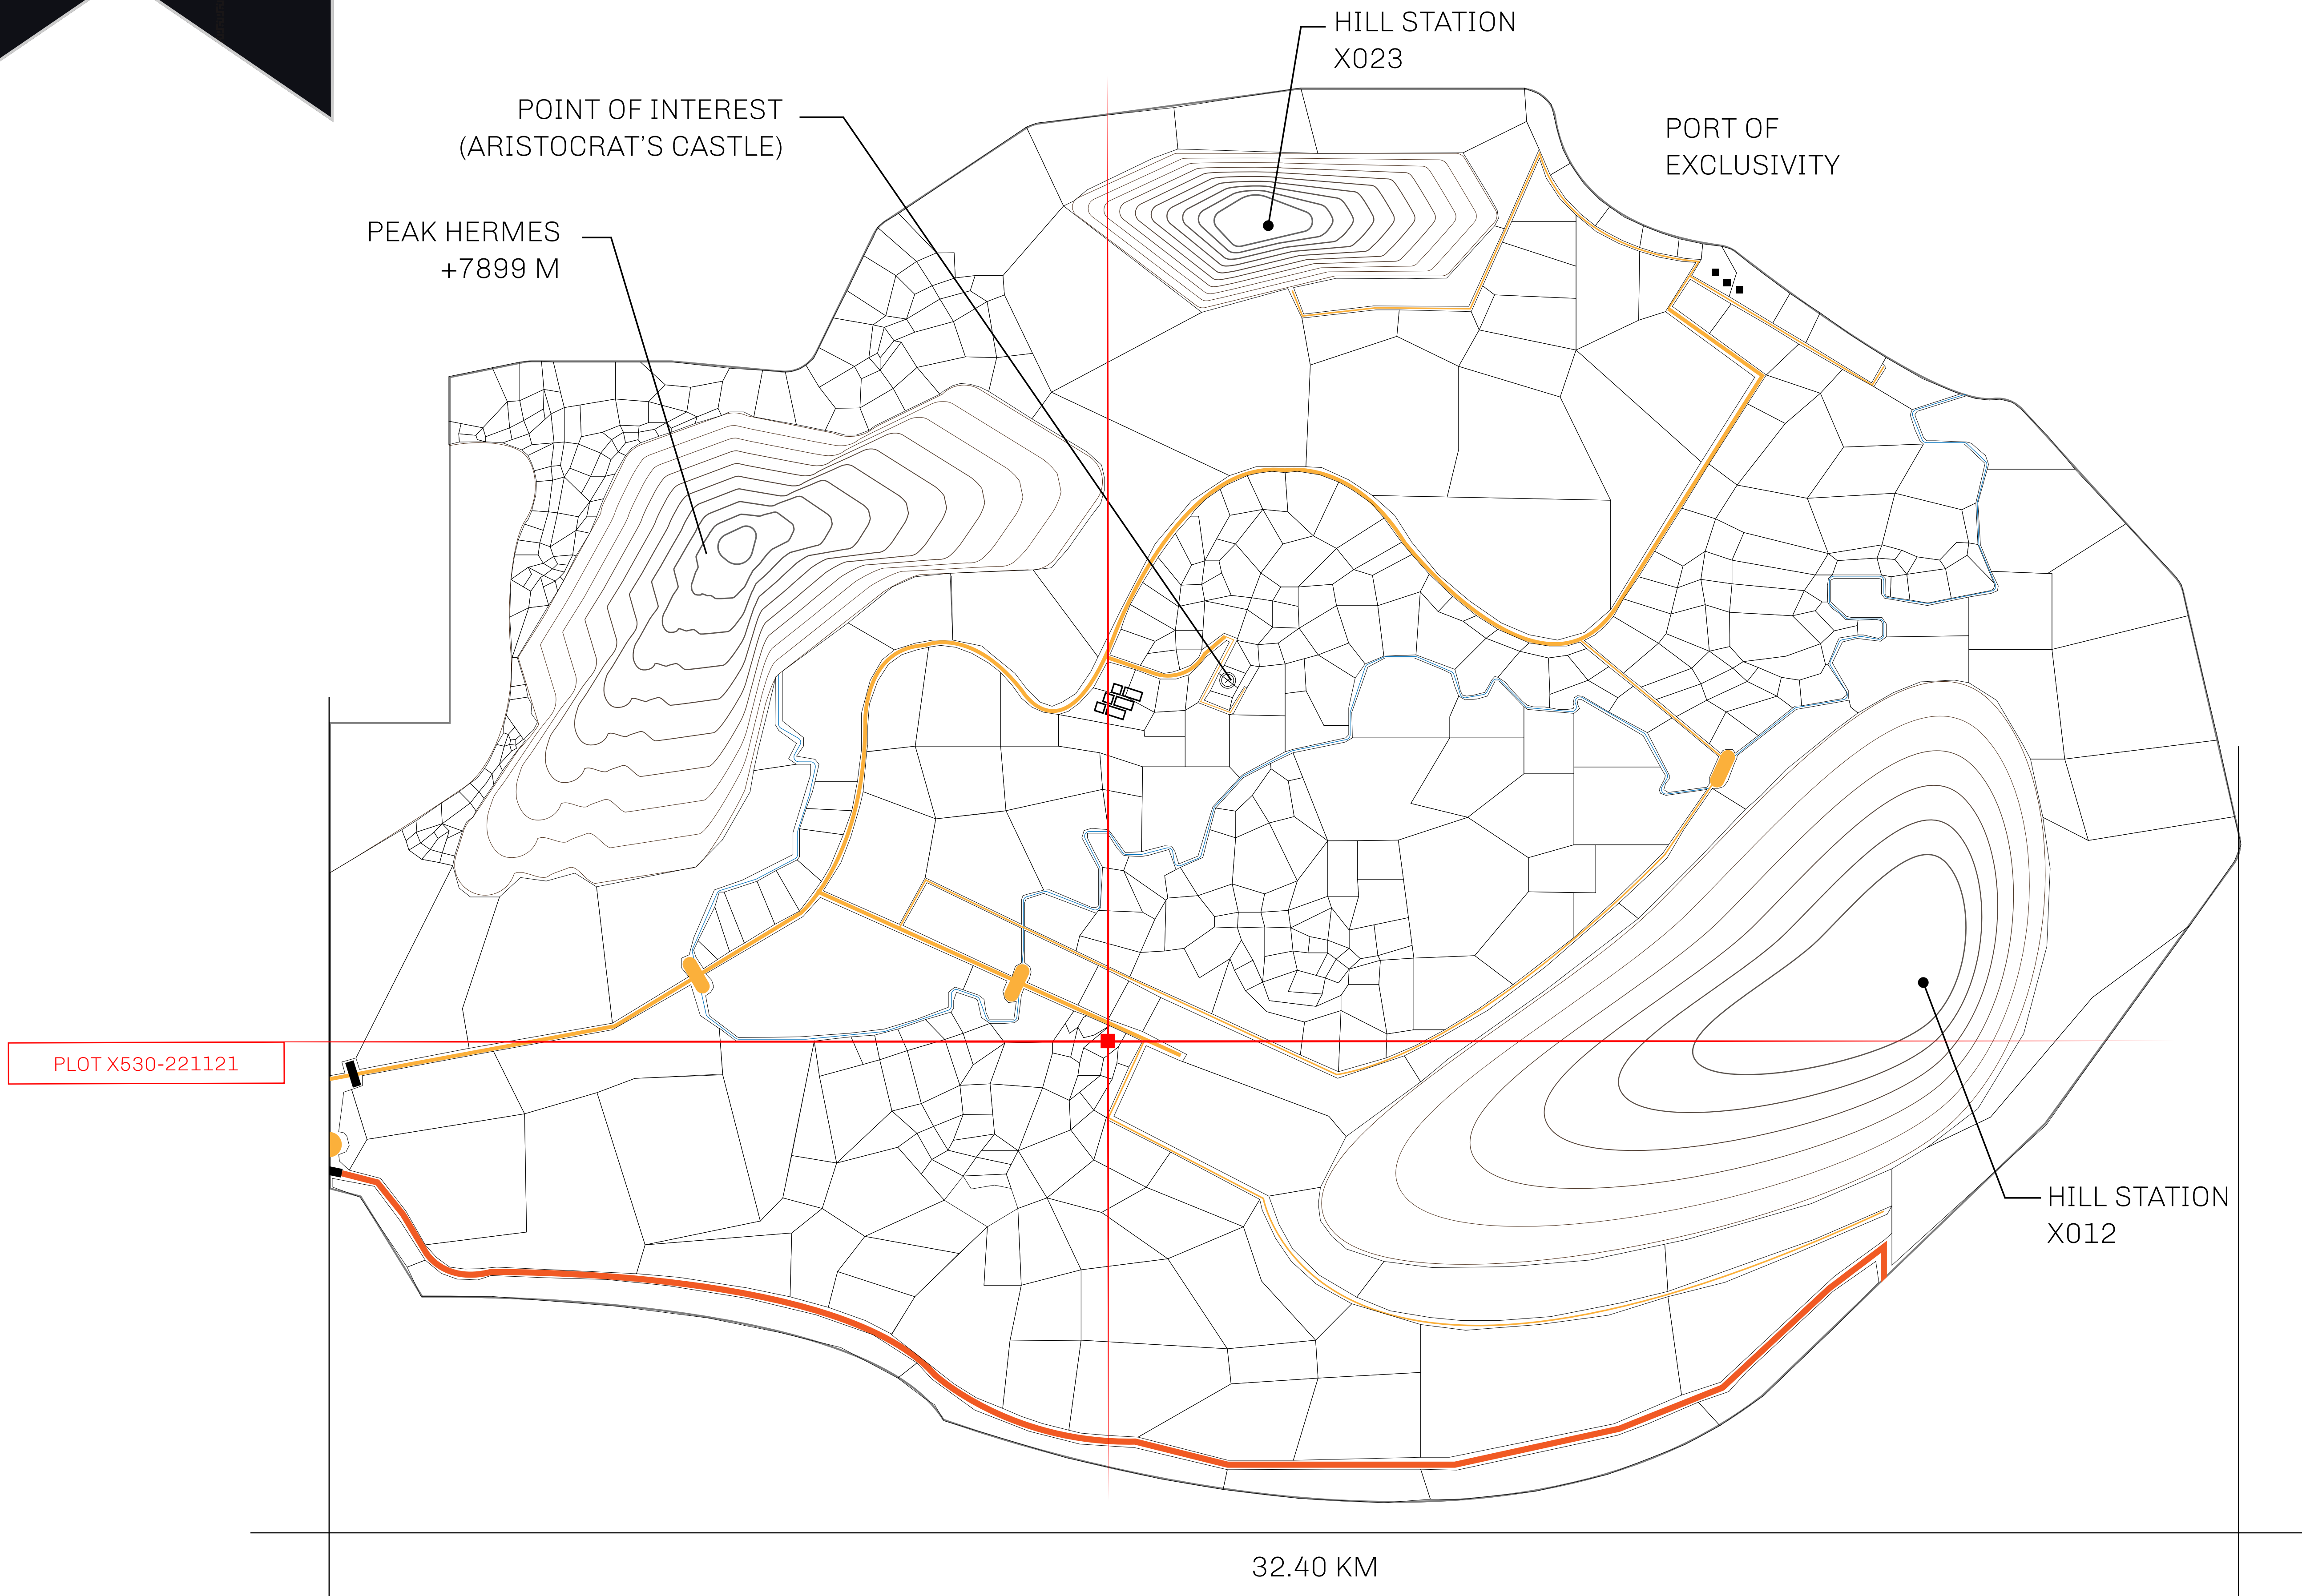 HILL STATION
X023
POINT OF INTEREST
(ARISTOCRAT'S CASTLE)
PORT OF
EXCLUSIVITY
PEAK HERMES
+7899 M
PLOT X530-221121
HILL STATION
X012
32.40 KM